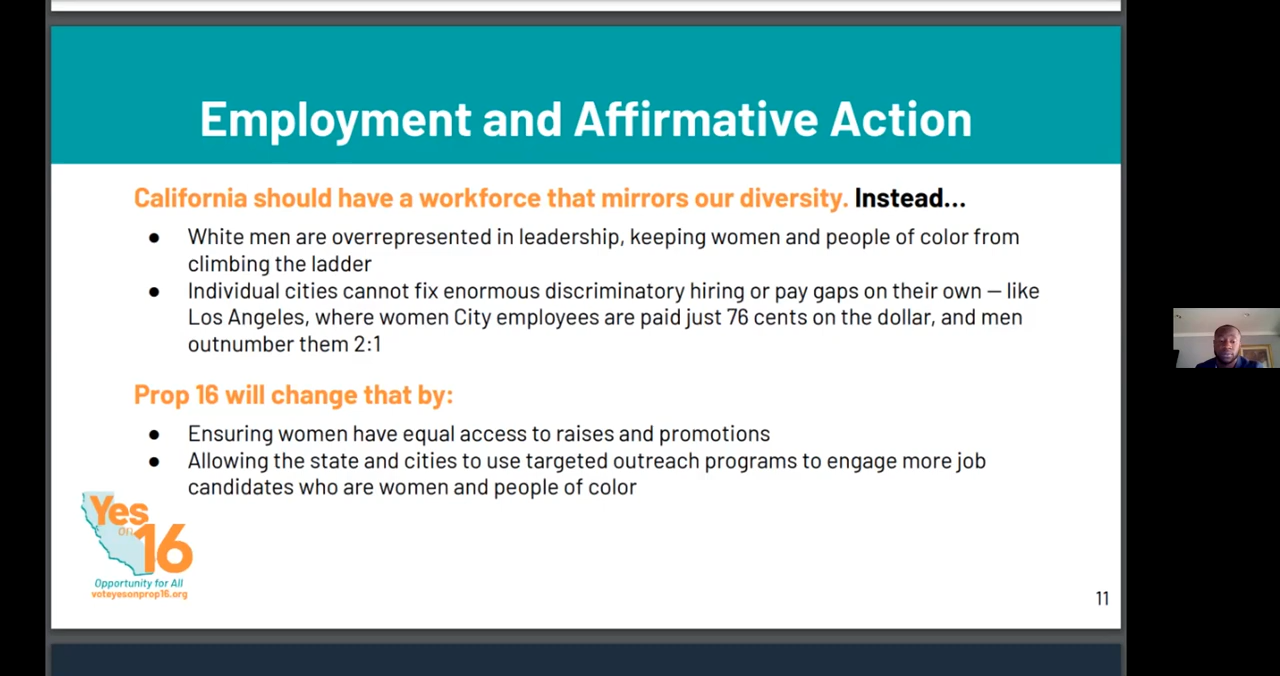 Employment and Affirmative Action
California should have a workforce that mirrors our diversity. Instead...
● White men are overrepresented in leadership, keeping women and people of color from
climbing the ladder
● Individual cities cannot fix enormous discriminatory hiring or pay gaps on their own — like
Los Angeles, where women City employees are paid just 76 cents on the dollar, and men
outnumber them 2:1
Prop 16 will change that by:
● Ensuring women have equal access to raises and promotions
● Allowing the state and cities to use targeted outreach programs to engage more job
candidates who are women and people of color
Yes
on
16
Opportunity for All
voteyesonprop16.org
11